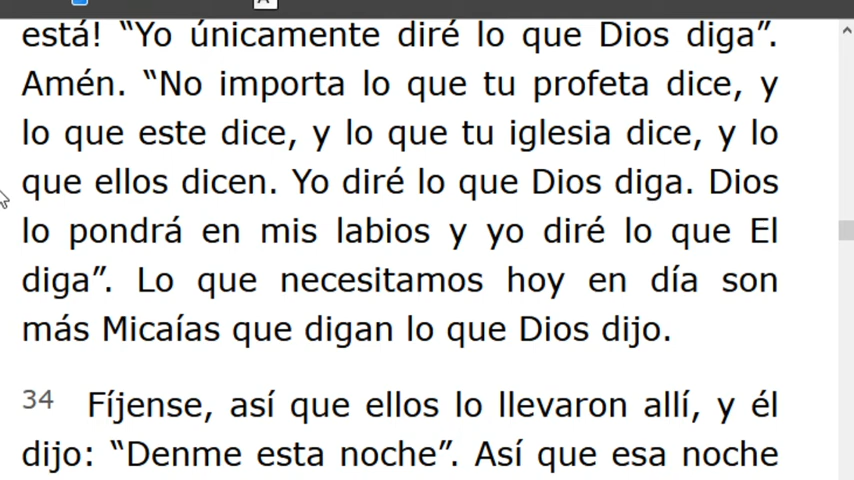 está! “Yo únicamente diré lo que Dios diga”.
Amén. “No importa lo que tu profeta dice, y
lo que este dice, y lo que tu iglesia dice, y lo
que ellos dicen. Yo diré lo que Dios diga. Dios
lo pondrá en mis labios y yo diré lo que El
diga”. Lo que necesitamos hoy en día son
más Micaías que digan lo que Dios dijo.
34 Fíjense, así que ellos lo llevaron allí, y él
dijo: “Denme esta noche”. Así que esa noche